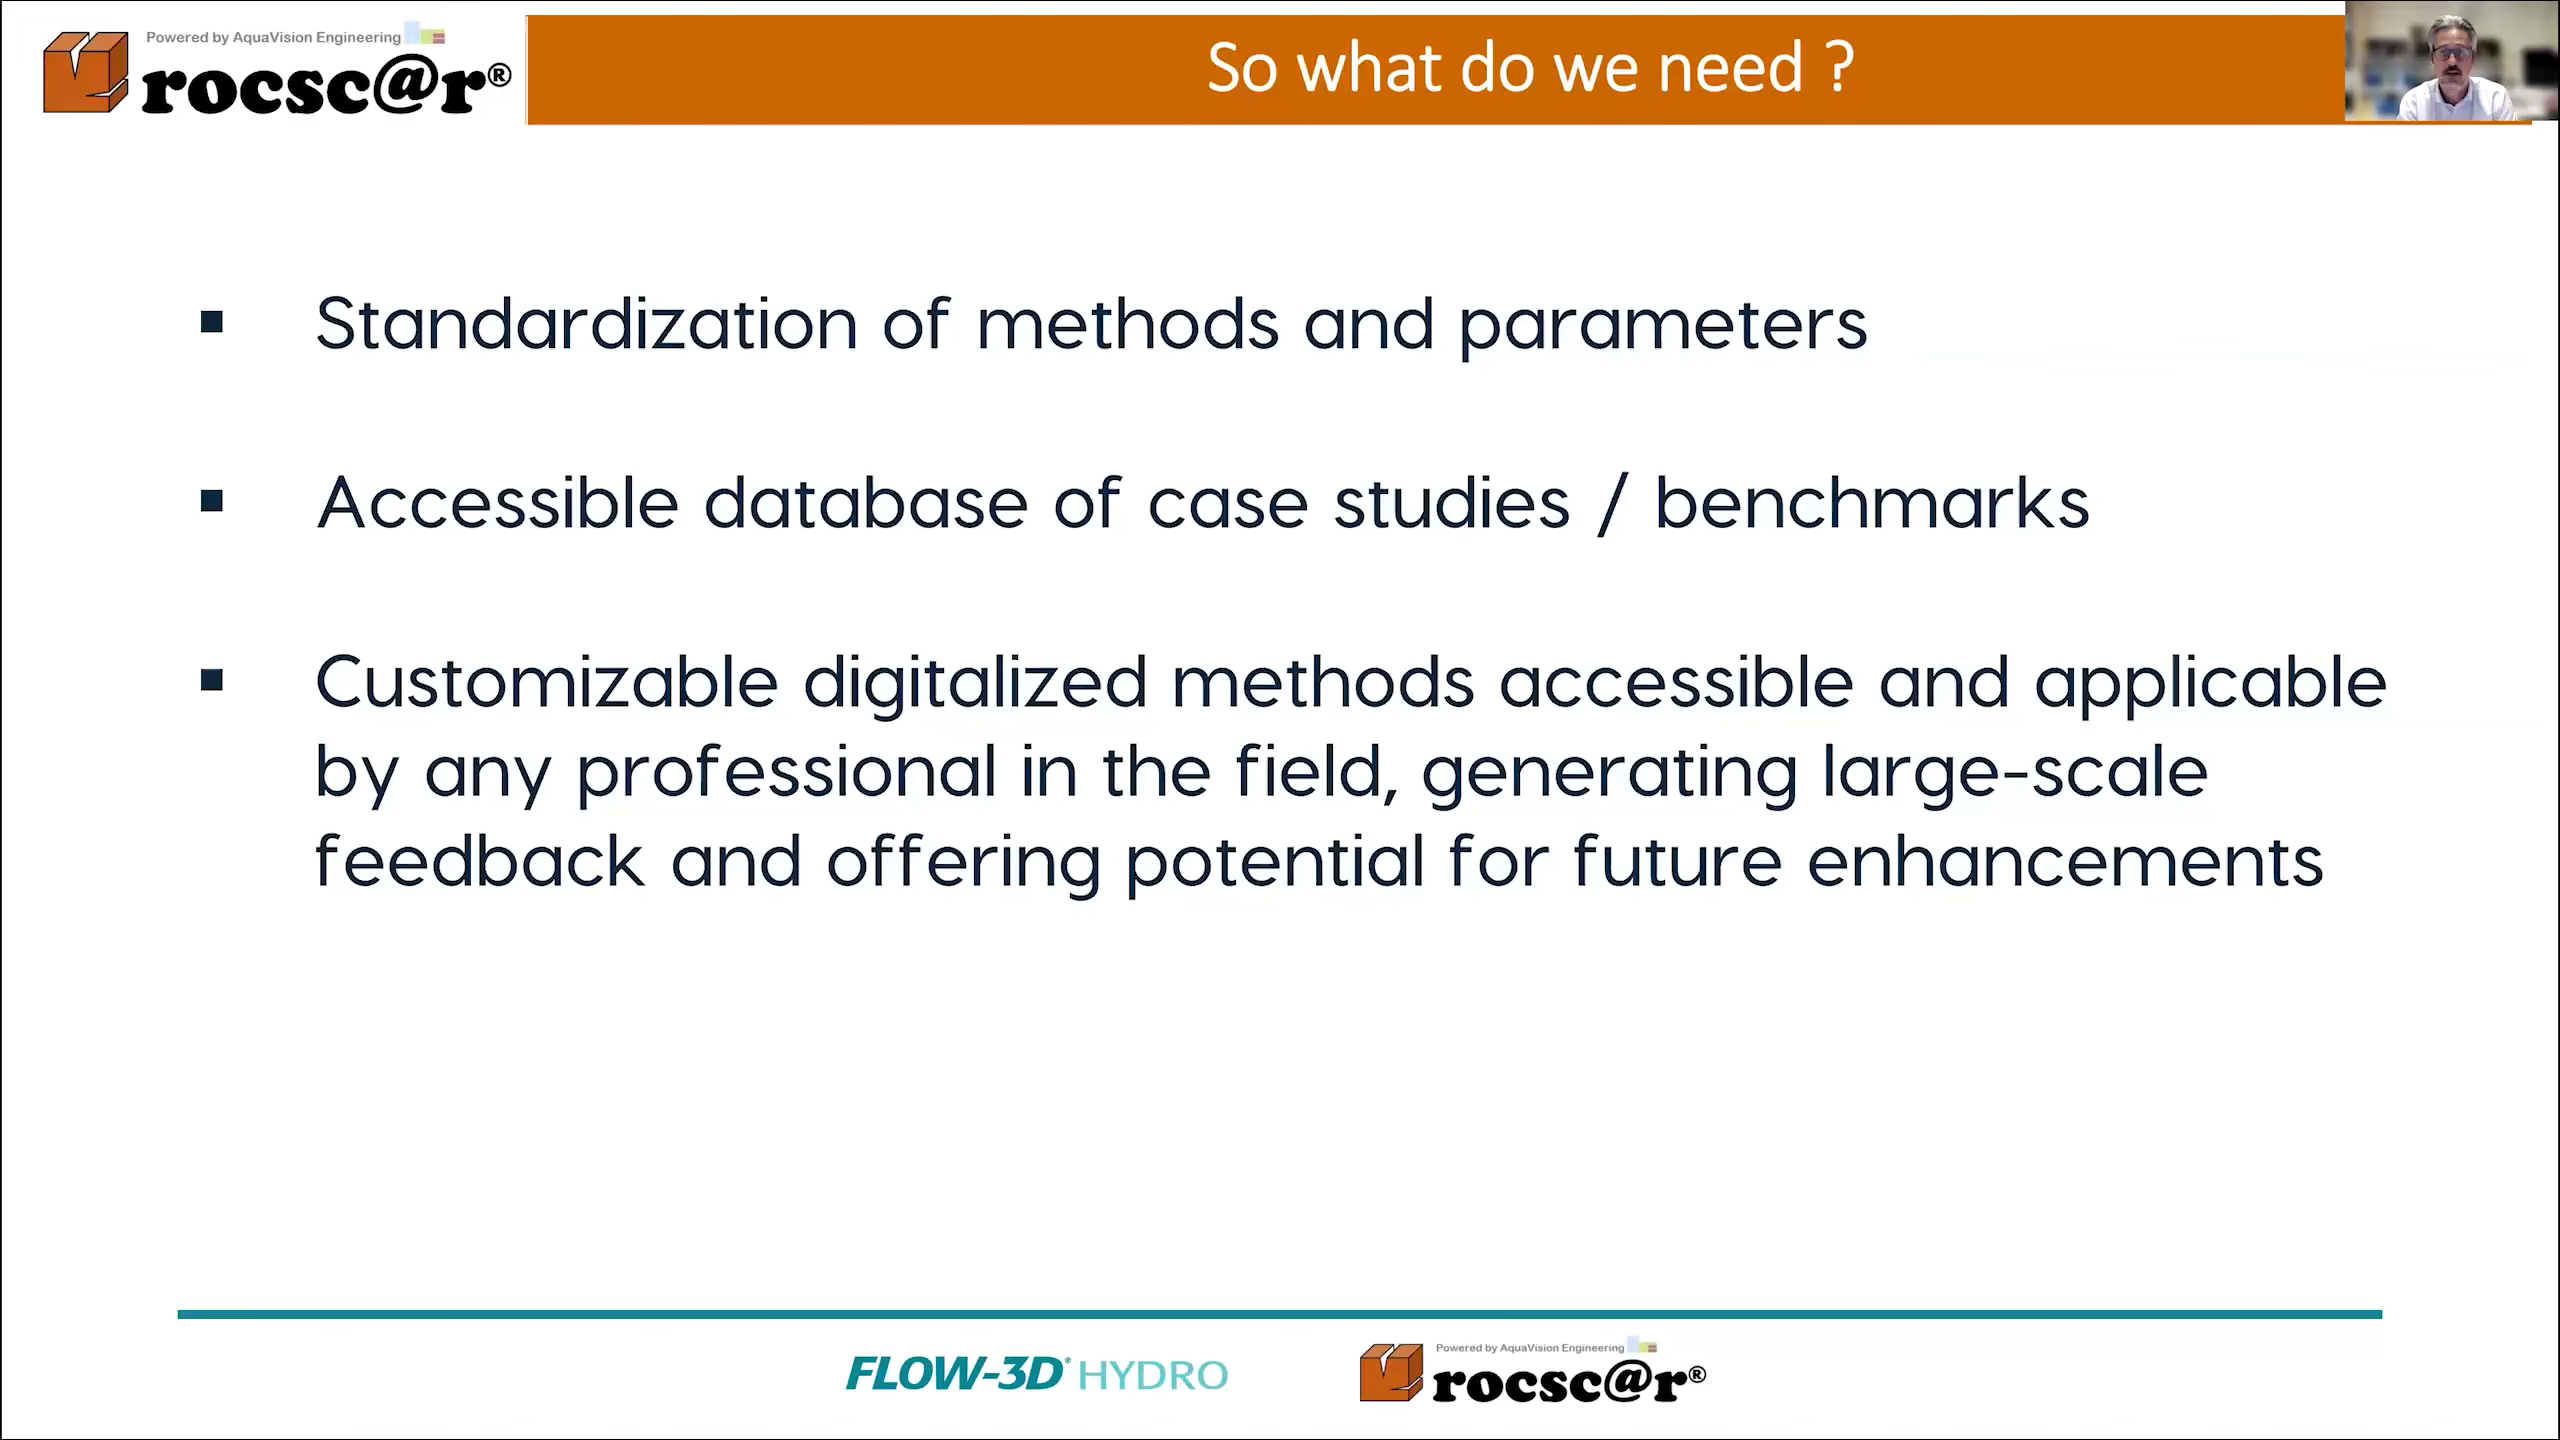 Powered by AquaVision Engineering
rocsc@r®
So what do we need ?
▪ Standardization of methods and parameters
▪ Accessible database of case studies / benchmarks
▪ Customizable digitalized methods accessible and applicable
by any professional in the field, generating large-scale
feedback and offering potential for future enhancements
FLOW-3D® HYDRO
Powered by AquaVision Engineering
rocsc@r®